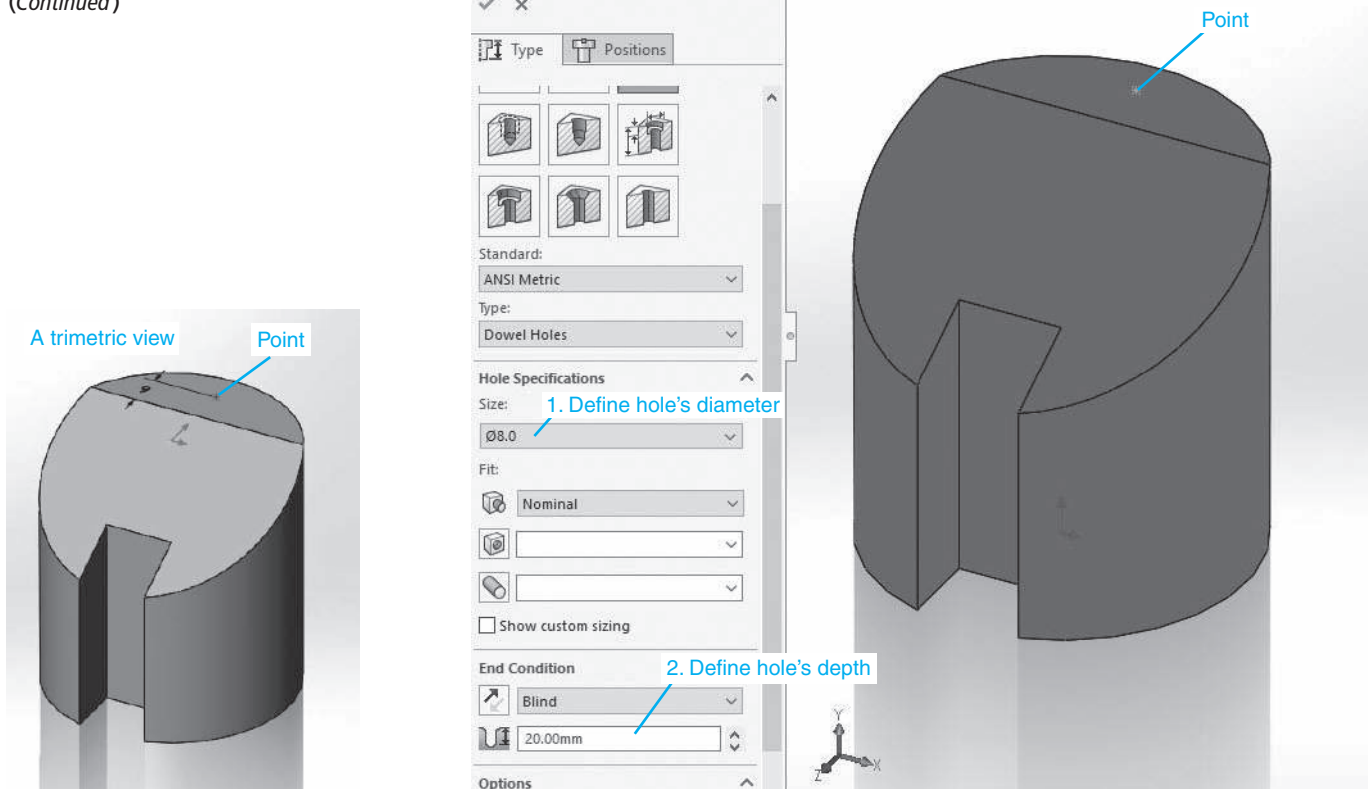 (Continued)
A trimetric view
Point
9
Type
Positions
Standard:
ANSI Metric
Type:
Dowel Holes
Hole Specifications
Size:
1. Define hole's diameter
Ø8.0
Fit:
Nominal
Show custom sizing
End Condition
2. Define hole's depth
Blind
20.00mm
Options
Point
Y
Z
X